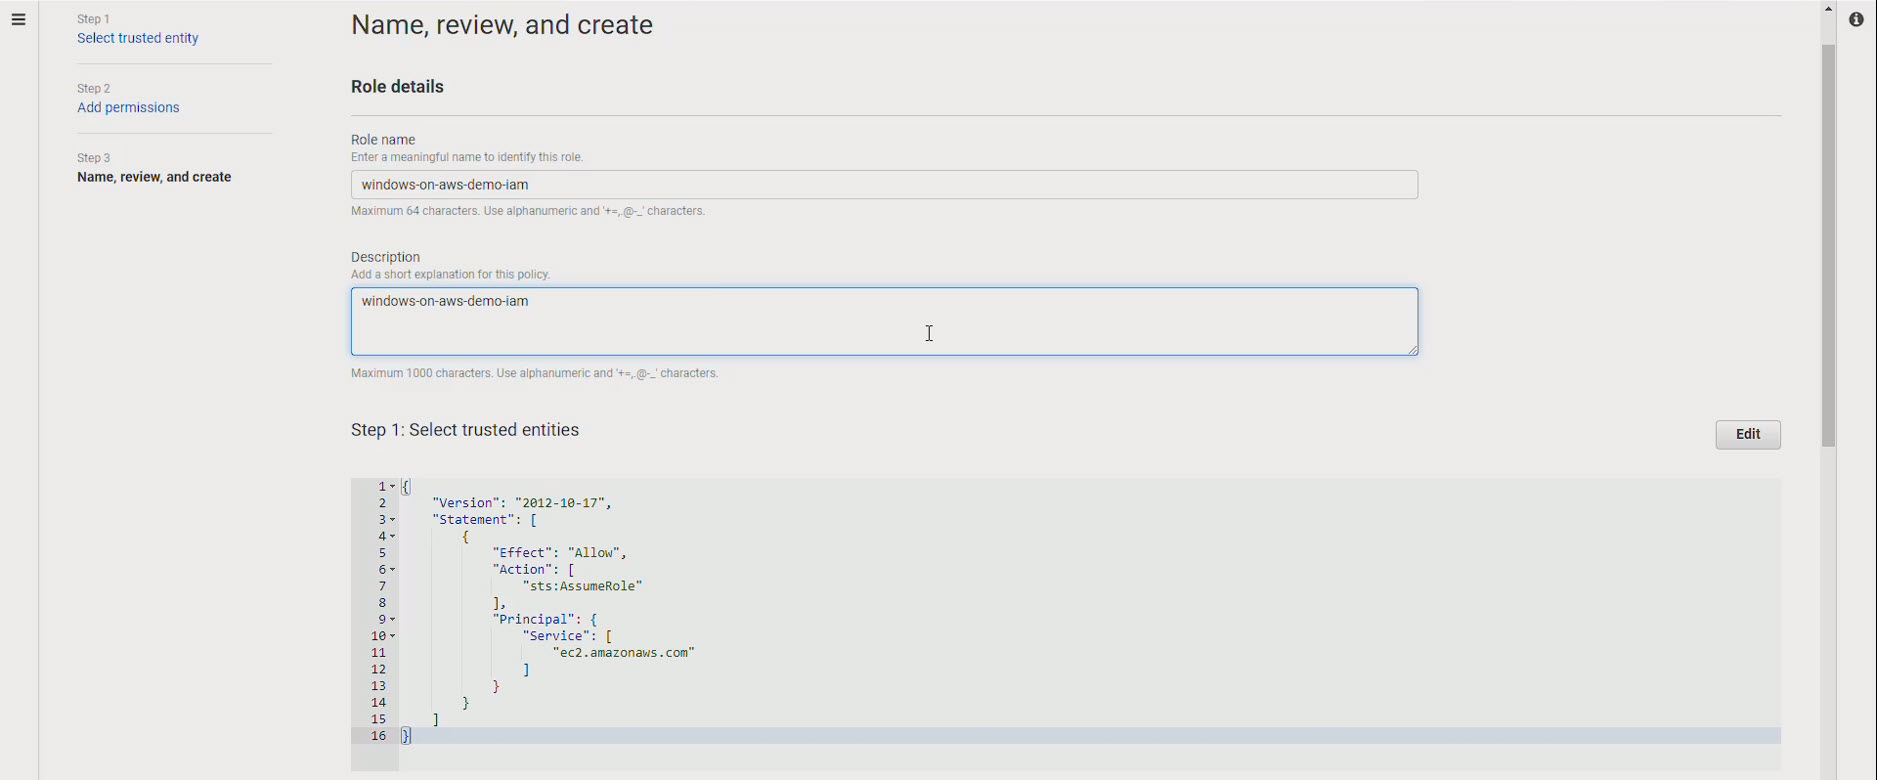 Step 1
Select trusted entity
Step 2
Add permissions
Step 3
Name, review, and create
Name, review, and create
Role details
Role name
Enter a meaningful name to identify this role.
windows-on-aws-demo-iam
Maximum 64 characters. Use alphanumeric and '+=,.@-_' characters.
Description
Add a short explanation for this policy.
windows-on-aws-demo-iam
Maximum 1000 characters. Use alphanumeric and '+=,.@-_' characters.
Step 1: Select trusted entities
Edit
1 {
2 "Version": "2012-10-17",
3 "Statement": [
4 {
5 "Effect": "Allow",
6 "Action": [
7 "sts:AssumeRole"
8 ],
9 "Principal": {
10 "Service": [
11 "ec2.amazonaws.com"
12 ]
13 }
14 }
15 ]
16 }